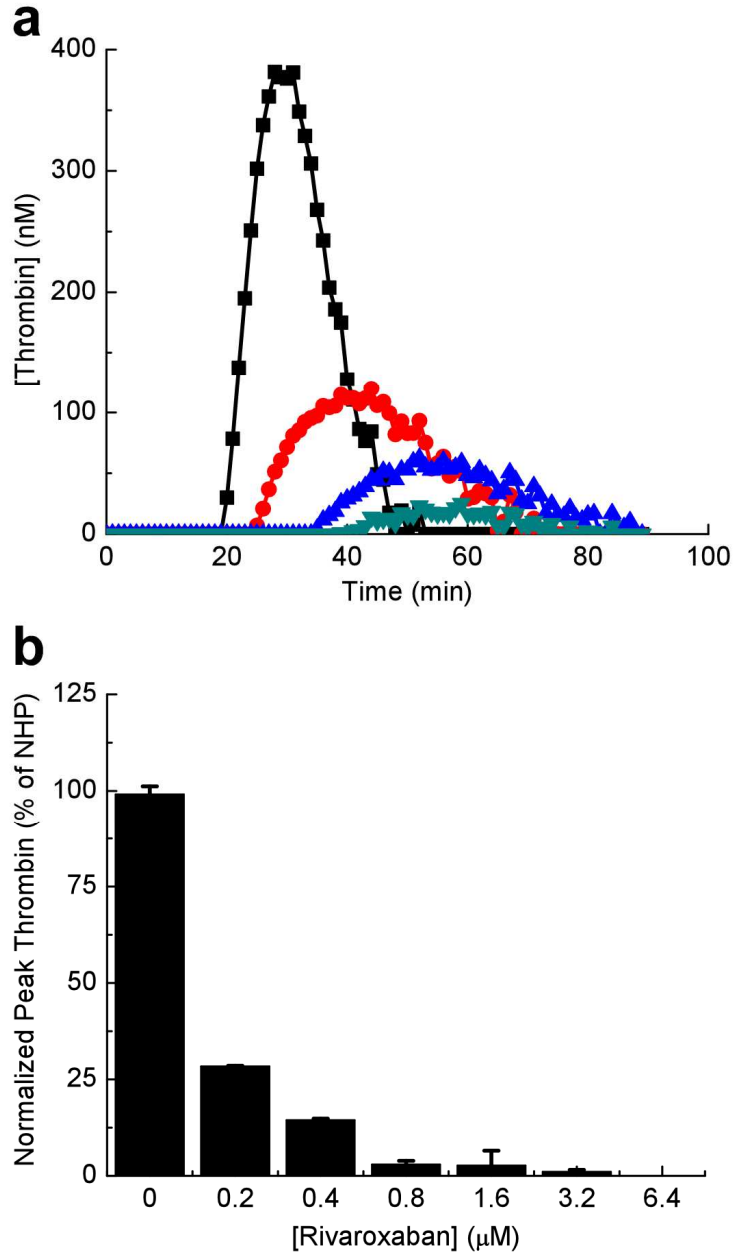 a
[Thrombin] (nM)
400
300
200
100
0
0 20 40 60 80 100
Time (min)
b
Normalized Peak Thrombin (% of NHP)
125
100
75
50
25
0
0 0.2 0.4 0.8 1.6 3.2 6.4
[Rivaroxaban] (μM)